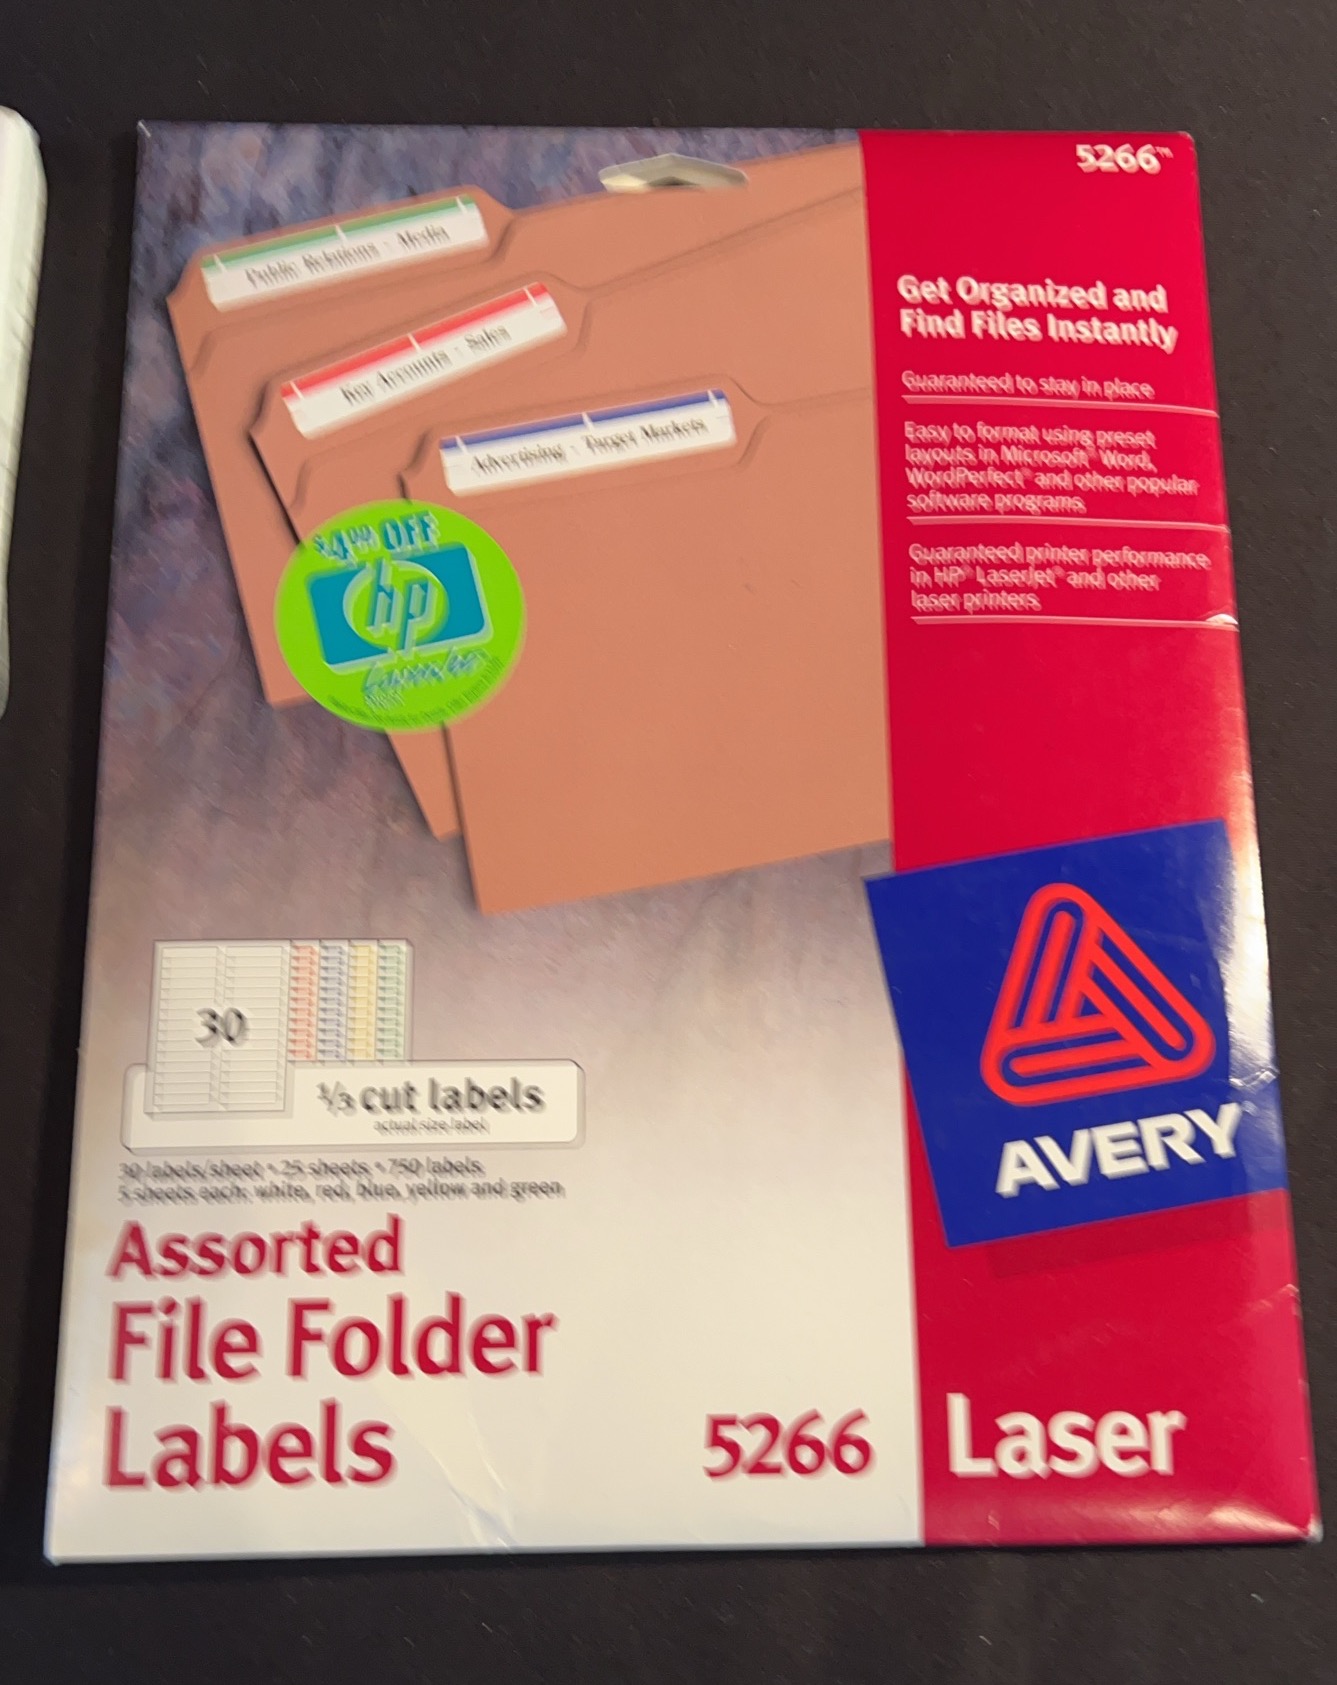 5266™
Public Relations - Media
Key Accounts - Sales
Advertising - Target Markets
Get Organized and
Find Files Instantly
Guaranteed to stay in place
Easy to format using preset
layouts in Microsoft® Word,
WordPerfect® and other popular
software programs.
Guaranteed printer performance
in HP® LaserJet® and other
laser printers.
$4.00 OFF
hp
30
1/3 cut labels
actual size label
30 labels/sheet • 25 sheets • 750 labels
5 sheets each: white, red, blue, yellow and green
Assorted
File Folder
Labels
5266
AVERY
Laser